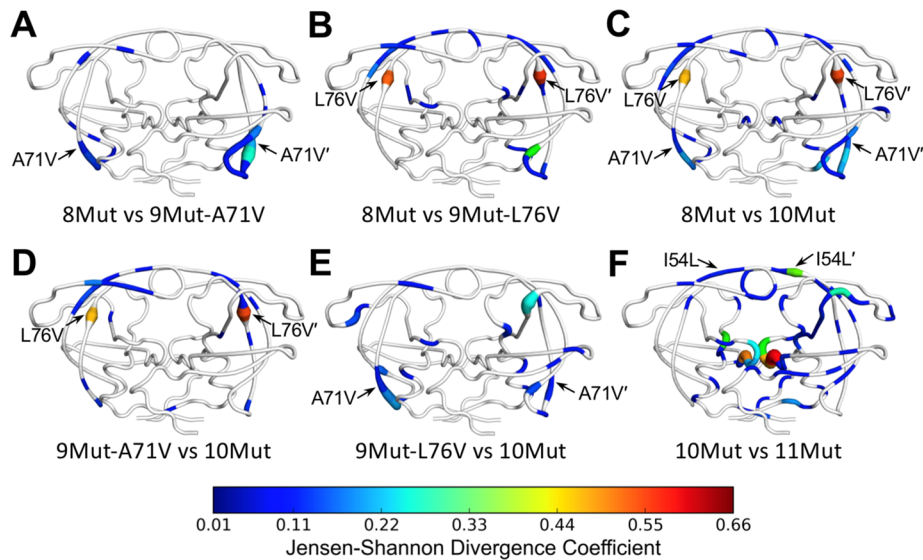 A
A71V
A71V′
8Mut vs 9Mut-A71V
B
L76V
L76V′
8Mut vs 9Mut-L76V
C
L76V
L76V′
A71V
A71V′
8Mut vs 10Mut
D
L76V
L76V′
9Mut-A71V vs 10Mut
E
A71V
A71V′
9Mut-L76V vs 10Mut
F
I54L
I54L′
10Mut vs 11Mut
0.01 0.11 0.22 0.33 0.44 0.55 0.66
Jensen-Shannon Divergence Coefficient